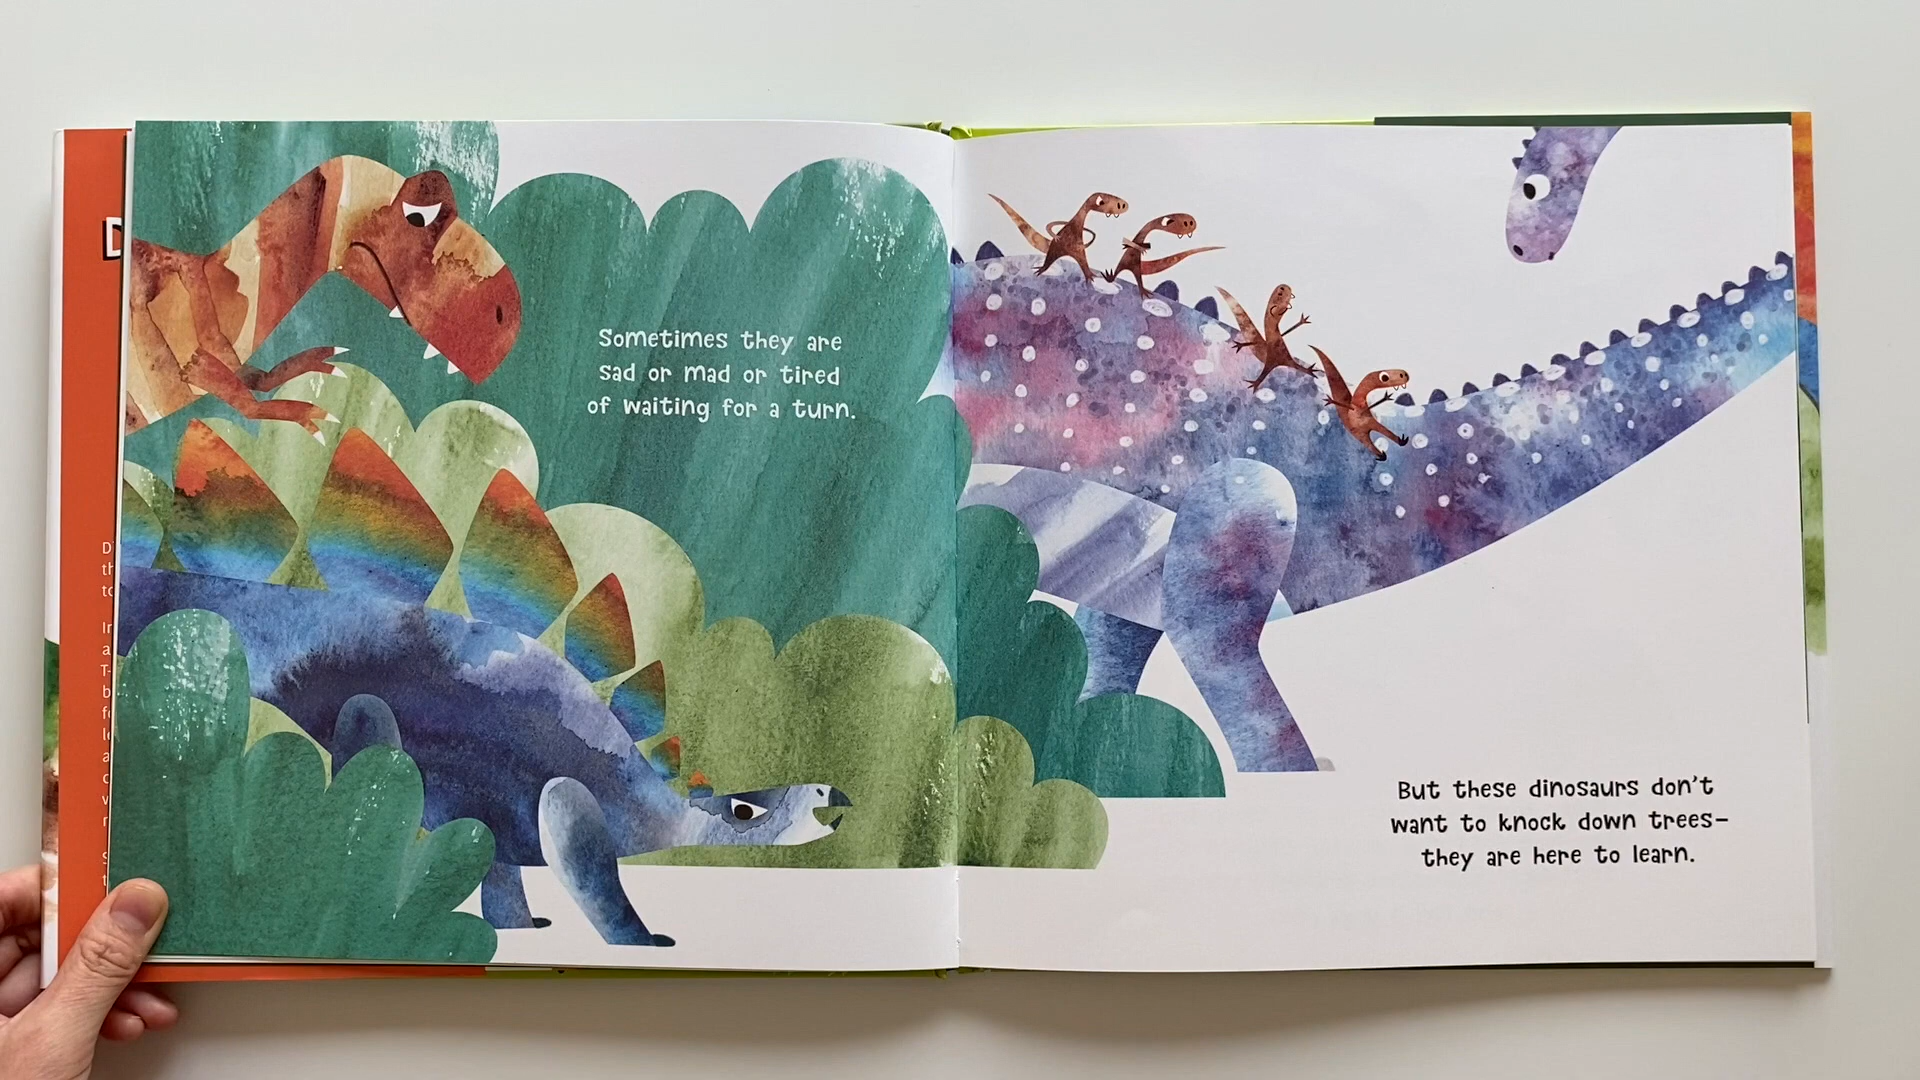 Sometimes they are
sad or mad or tired
of waiting for a turn.
But these dinosaurs don't
want to knock down trees–
they are here to learn.